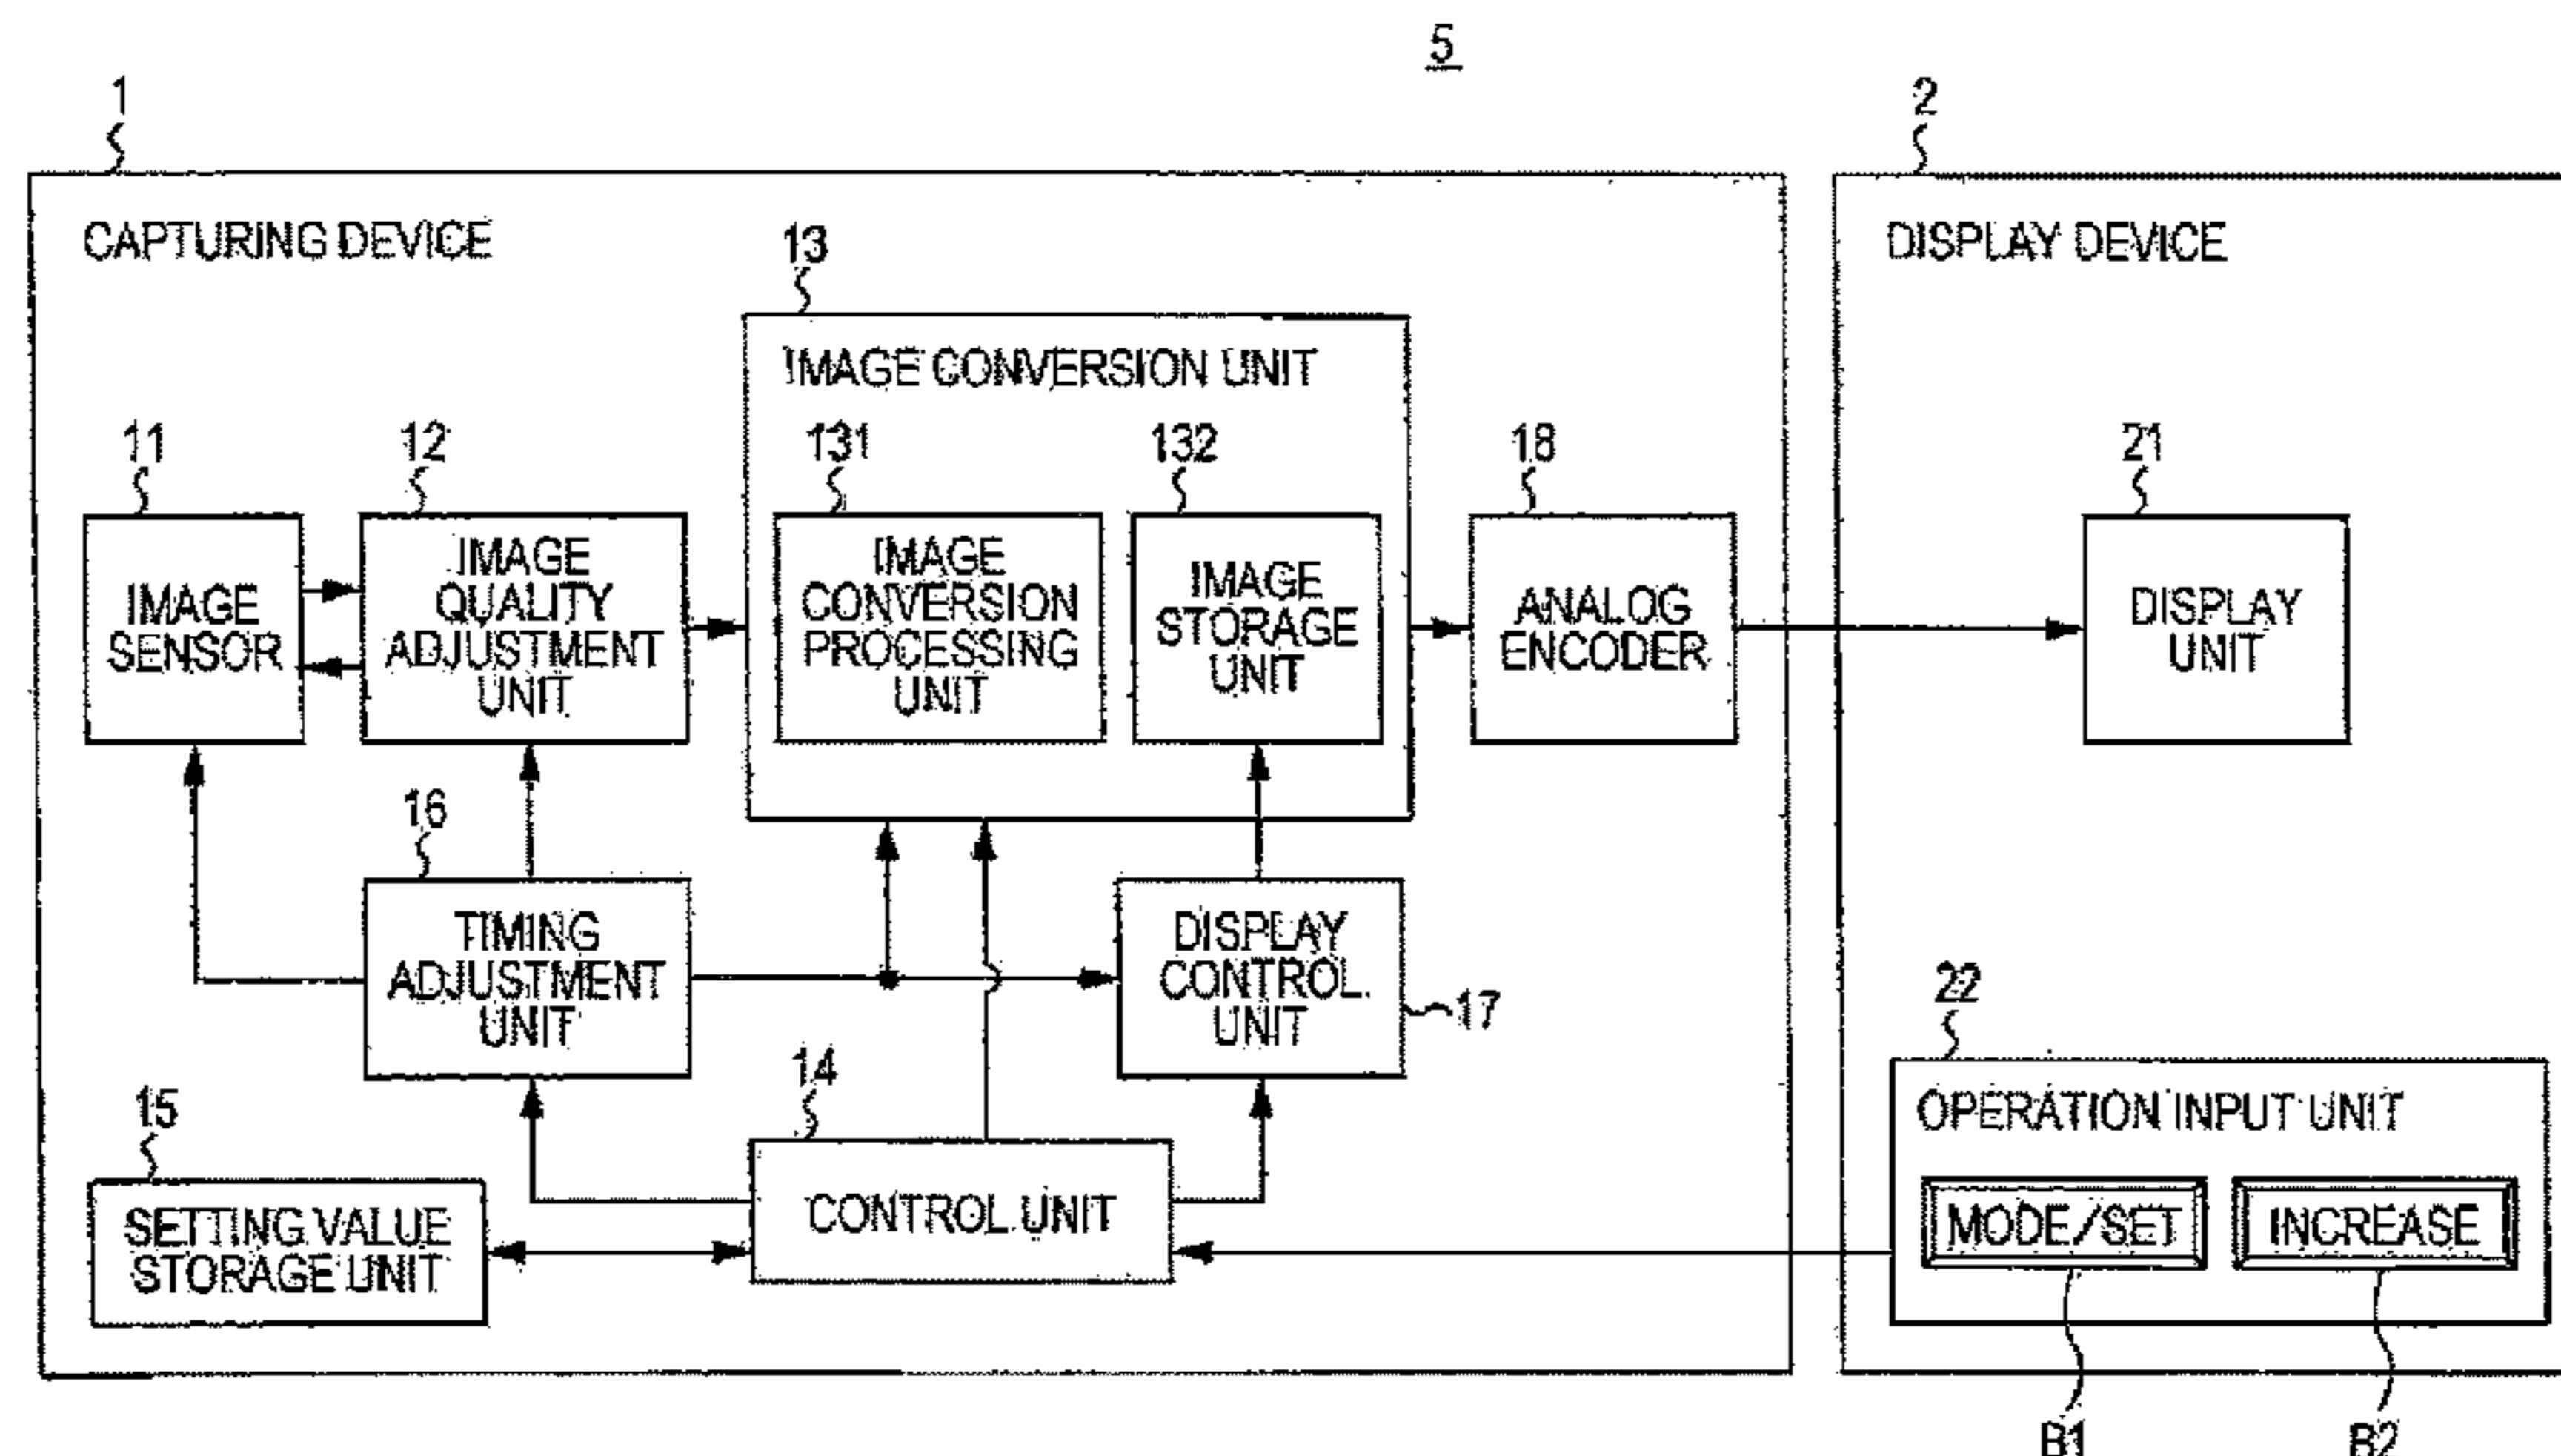 5
1
2
CAPTURING DEVICE
DISPLAY DEVICE
13
IMAGE CONVERSION UNIT
11
12
131
132
18
21
IMAGE
SENSOR
IMAGE
QUALITY
ADJUSTMENT
UNIT
IMAGE
CONVERSION
PROCESSING
UNIT
IMAGE
STORAGE
UNIT
ANALOG
ENCODER
DISPLAY
UNIT
16
TIMING
ADJUSTMENT
UNIT
DISPLAY
CONTROL
UNIT
17
22
14
15
OPERATION INPUT UNIT
SETTING VALUE
STORAGE UNIT
CONTROL UNIT
MODE/SET
INCREASE
B1
B2